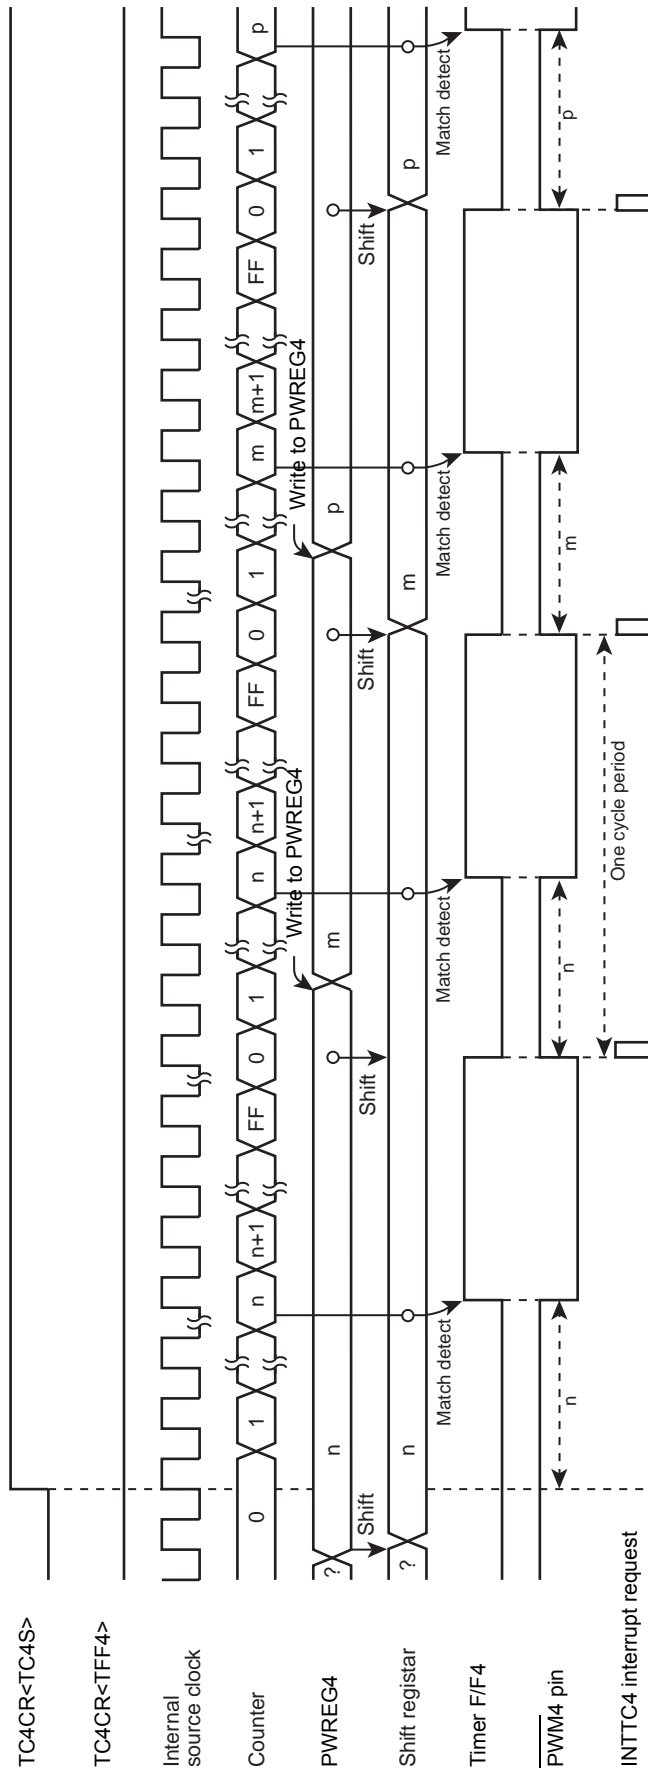 TC4CR<TC4S>
TC4CR<TFF4>
Internal
source clock
Counter
0 1 n n+1 FF 0 1 n n+1 FF 0 1 m m+1 FF 0 1 p
Write to PWREG4
Write to PWREG4
PWREG4
? n m p
Shift
Shift
Shift
Shift
Shift registar
? n m p
Match detect
Match detect
Match detect
Match detect
Timer F/F4
PWM4 pin
n n m p
One cycle period
INTTC4 interrupt request